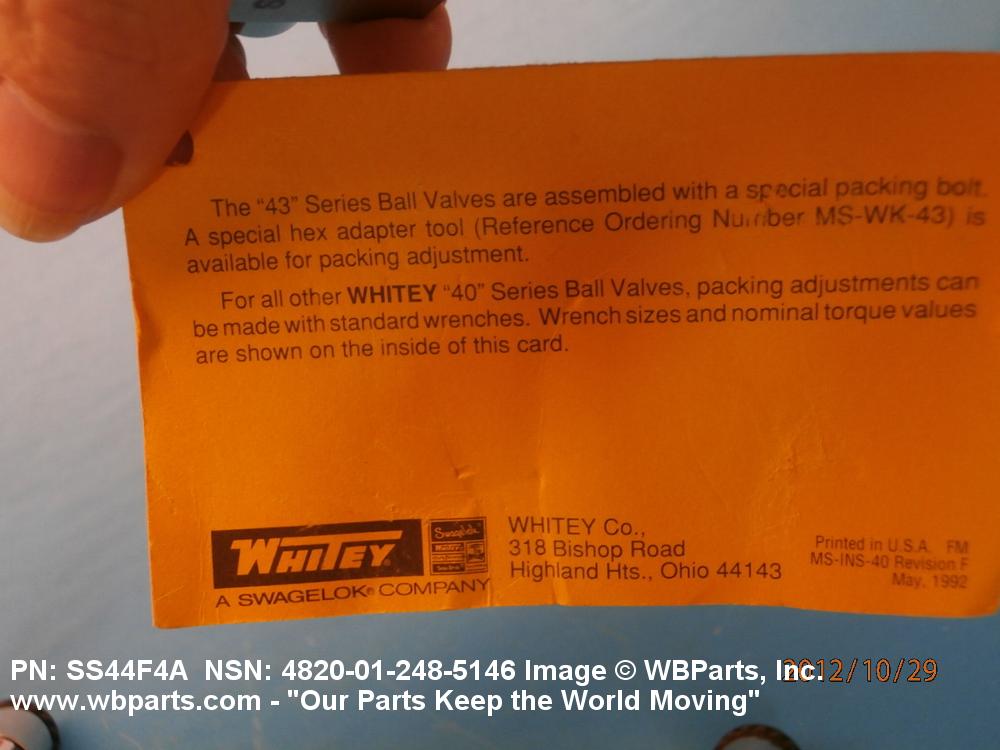 The “43” Series Ball Valves are assembled with a special packing bolt.
A special hex adapter tool (Reference Ordering Number MS-WK-43) is
available for packing adjustment.
For all other WHITEY “40” Series Ball Valves, packing adjustments can
be made with standard wrenches. Wrench sizes and nominal torque values
are shown on the inside of this card.
WHITEY®
Swagelok
A SWAGELOK® COMPANY
WHITEY Co.,
318 Bishop Road
Highland Hts., Ohio 44143
Printed in U.S.A. FM
MS-INS-40 Revision F
May, 1992
PN: SS44F4A NSN: 4820-01-248-5146 Image © WBParts, Inc.
2012/10/29
www.wbparts.com - "Our Parts Keep the World Moving"